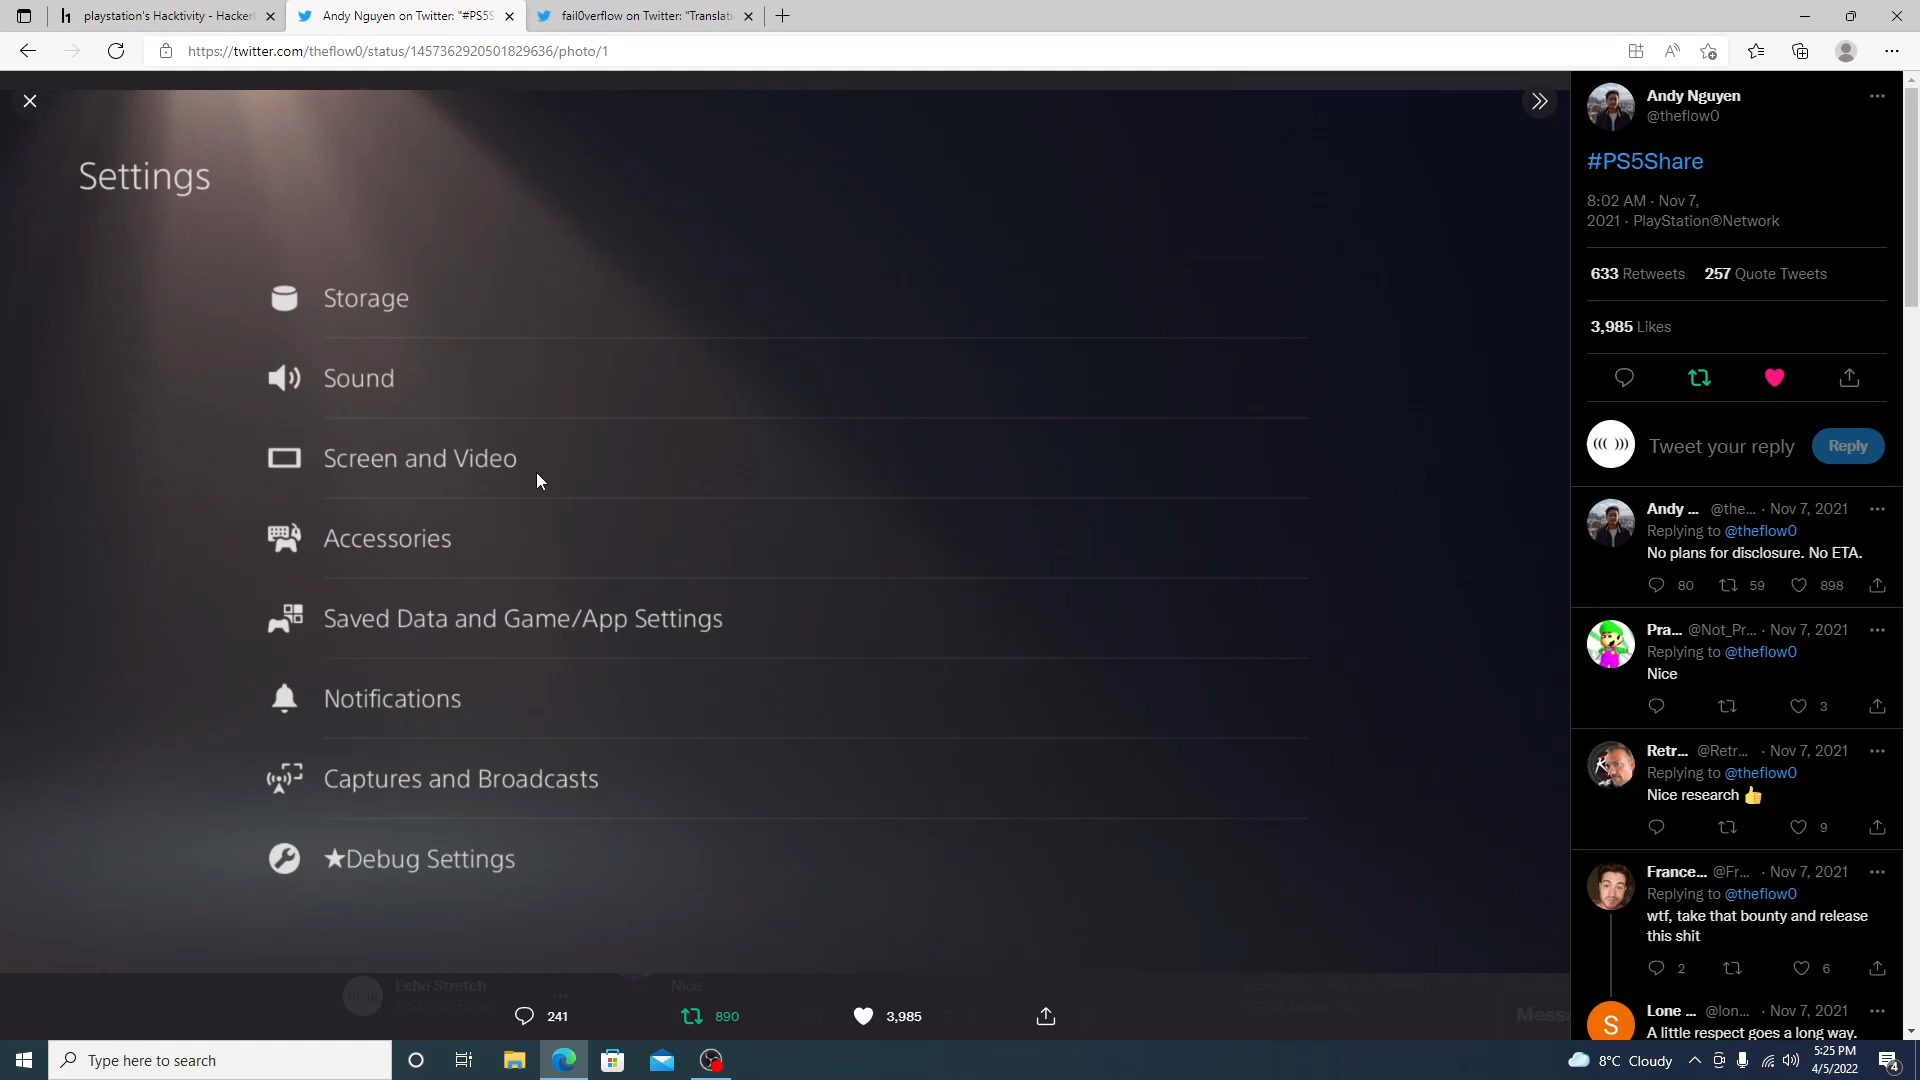 playstation's Hacktivity - Hacker
Andy Nguyen on Twitter: "#PS5S
fail0verflow on Twitter: "Translati
https://twitter.com/theflow0/status/1457362920501829636/photo/1
Settings
Storage
Sound
Screen and Video
Accessories
Saved Data and Game/App Settings
Notifications
Captures and Broadcasts
★Debug Settings
Echo Stretch
Nice
241
890
3,985
Andy Nguyen
@theflow0
#PS5Share
8:02 AM · Nov 7,
2021 · PlayStation®Network
633 Retweets 257 Quote Tweets
3,985 Likes
((( )))
Tweet your reply
Reply
Andy ... @the... · Nov 7, 2021
Replying to @theflow0
No plans for disclosure. No ETA.
80 59 898
Pra... @Not_Pr... · Nov 7, 2021
Replying to @theflow0
Nice
3
Retr... @Retr... · Nov 7, 2021
Replying to @theflow0
Nice research 👍
9
France... @Fr... · Nov 7, 2021
Replying to @theflow0
wtf, take that bounty and release
this shit
2 6
S
Lone ... @lon... · Nov 7, 2021
A little respect goes a long way.
Type here to search
8°C Cloudy
5:25 PM
4/5/2022
4